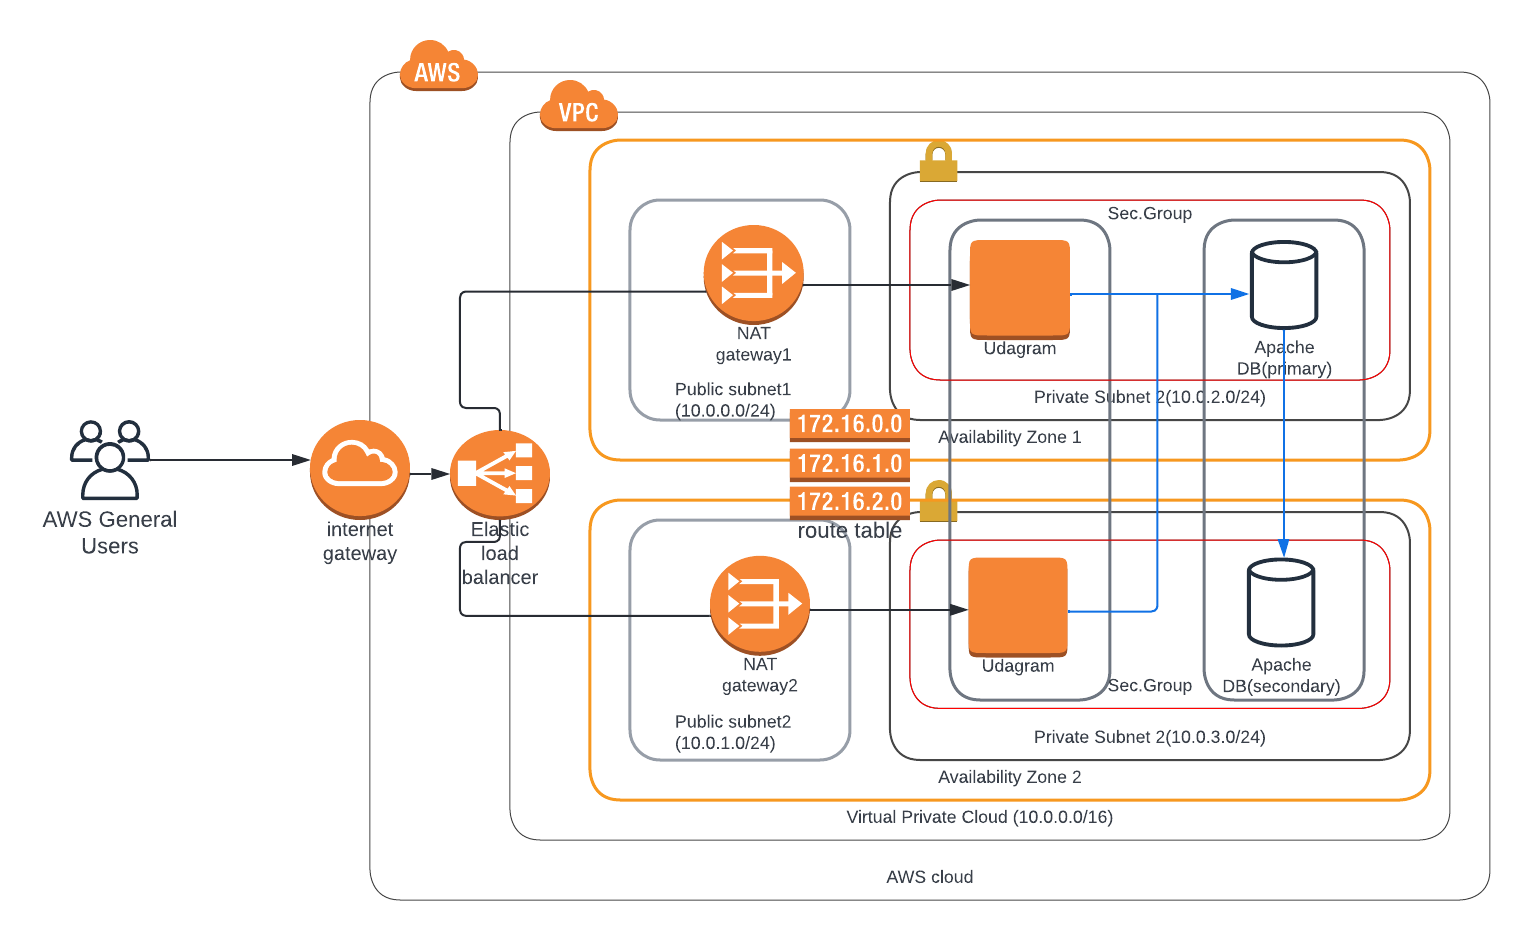 AWS
VPC
Sec.Group
NAT
gateway1
Udagram
Apache
DB(primary)
Public subnet1
(10.0.0.0/24)
Private Subnet 2(10.0.2.0/24)
172.16.0.0
Availability Zone 1
172.16.1.0
172.16.2.0
route table
AWS General
Users
internet
gateway
Elastic
load
balancer
NAT
gateway2
Udagram
Apache
DB(secondary)
Sec.Group
Public subnet2
(10.0.1.0/24)
Private Subnet 2(10.0.3.0/24)
Availability Zone 2
Virtual Private Cloud (10.0.0.0/16)
AWS cloud